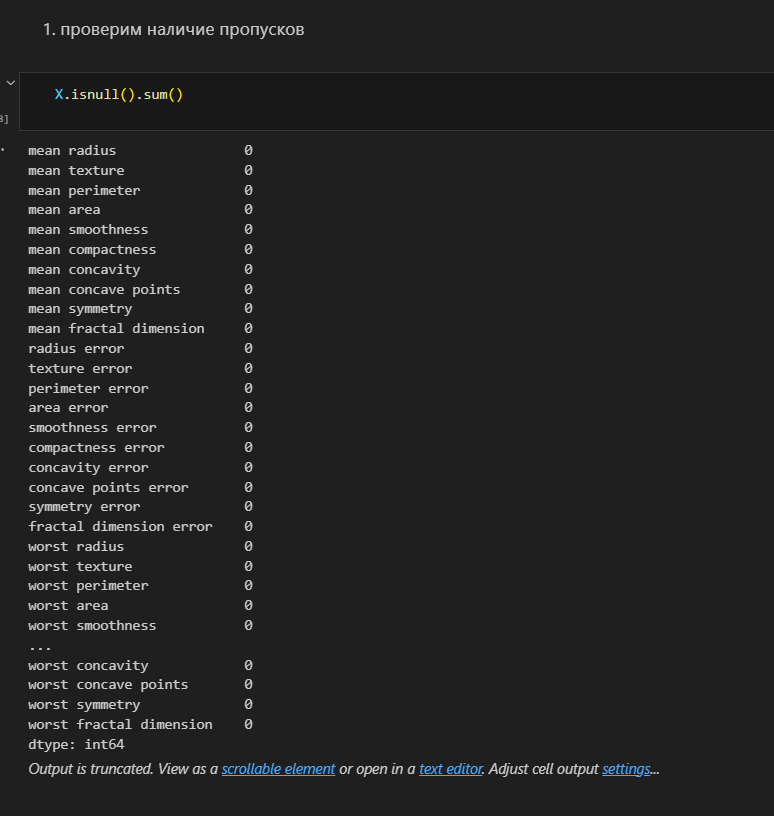 1. проверим наличие пропусков
X.isnull().sum()
3]
mean radius 0
mean texture 0
mean perimeter 0
mean area 0
mean smoothness 0
mean compactness 0
mean concavity 0
mean concave points 0
mean symmetry 0
mean fractal dimension 0
radius error 0
texture error 0
perimeter error 0
area error 0
smoothness error 0
compactness error 0
concavity error 0
concave points error 0
symmetry error 0
fractal dimension error 0
worst radius 0
worst texture 0
worst perimeter 0
worst area 0
worst smoothness 0
...
worst concavity 0
worst concave points 0
worst symmetry 0
worst fractal dimension 0
dtype: int64
Output is truncated. View as a scrollable element or open in a text editor. Adjust cell output settings...